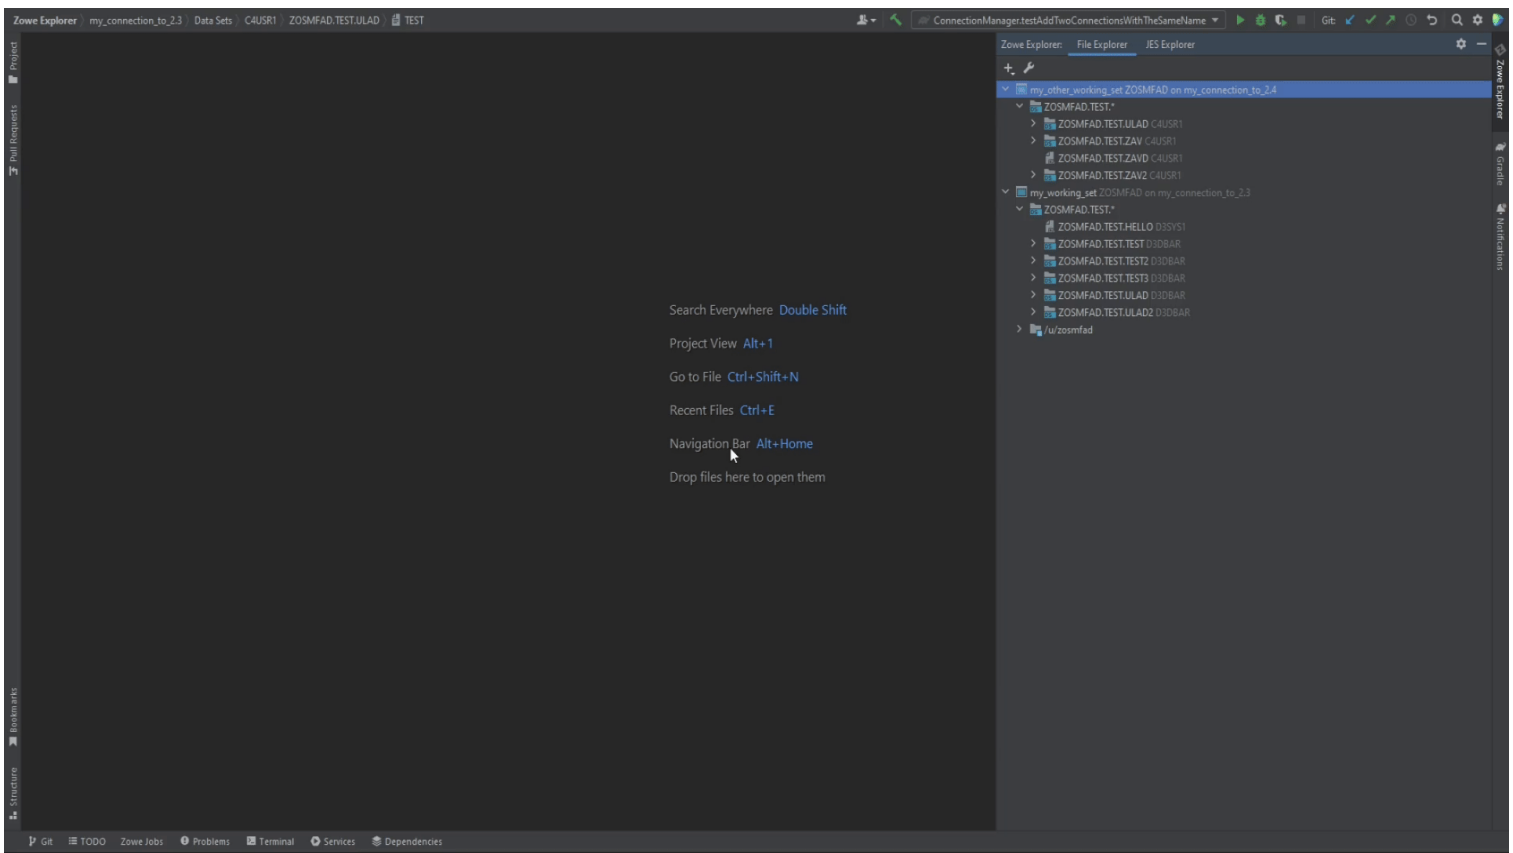 Zowe Explorer my_connection_to_2.3 Data Sets C4USR1 ZOSMFAD.TEST.ULAD TEST
ConnectionManager.testAddTwoConnectionsWithTheSameName
Git:
Project
Pull Requests
Bookmarks
Structure
Search Everywhere Double Shift
Project View Alt+1
Go to File Ctrl+Shift+N
Recent Files Ctrl+E
Navigation Bar Alt+Home
Drop files here to open them
Zowe Explorer: File Explorer JES Explorer
my_other_working_set ZOSMFAD on my_connection_to_2.4
ZOSMFAD.TEST.*
ZOSMFAD.TEST.ULAD C4USR1
ZOSMFAD.TEST.ZAV C4USR1
ZOSMFAD.TEST.ZAVD C4USR1
ZOSMFAD.TEST.ZAV2 C4USR1
my_working_set ZOSMFAD on my_connection_to_2.3
ZOSMFAD.TEST.*
ZOSMFAD.TEST.HELLO D3SYS1
ZOSMFAD.TEST.TEST D3DBAR
ZOSMFAD.TEST.TEST2 D3DBAR
ZOSMFAD.TEST.TEST3 D3DBAR
ZOSMFAD.TEST.ULAD D3DBAR
ZOSMFAD.TEST.ULAD2 D3DBAR
/u/zosmfad
Zowe Explorer
Gradle
Notifications
Git TODO Zowe Jobs Problems Terminal Services Dependencies